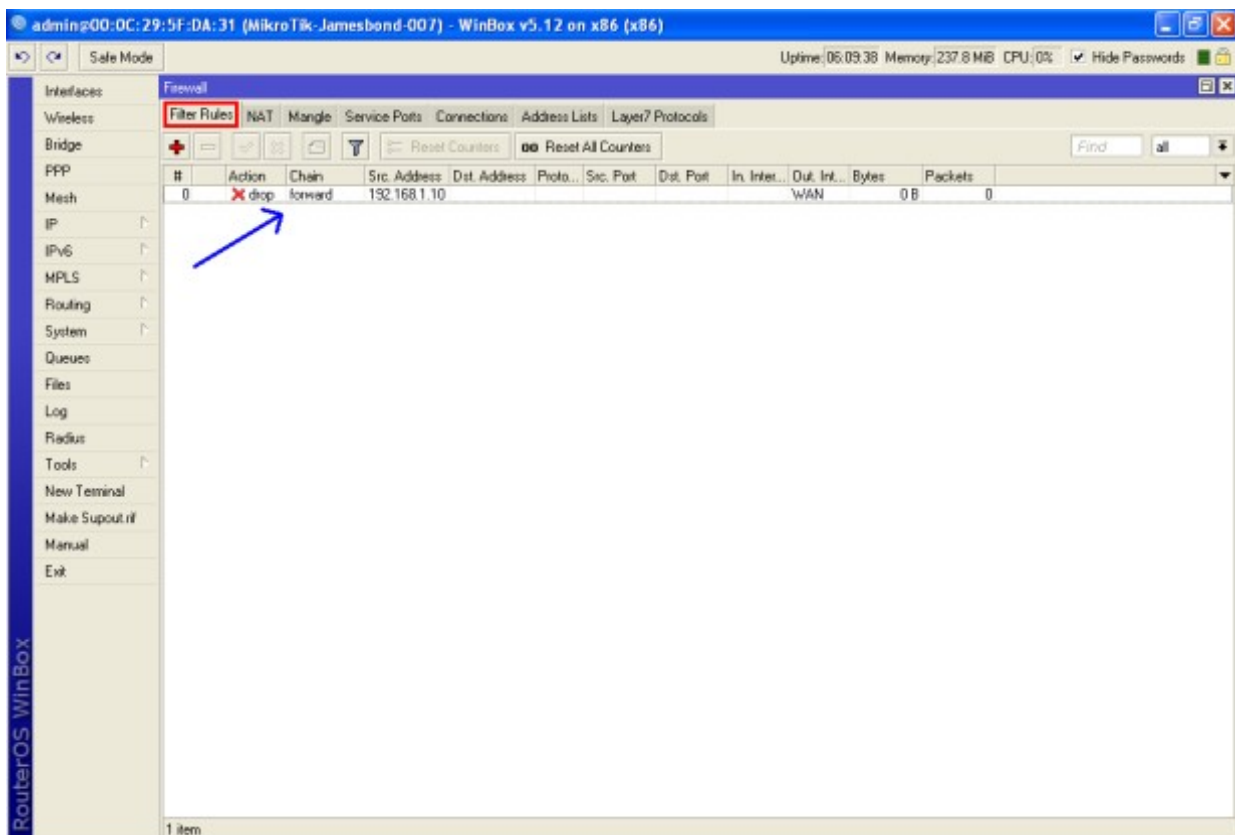 admin@00:0C:29:5F:DA:31 (MikroTik-Jamesbond-007) - WinBox v5.12 on x86 (x86)
Safe Mode Uptime: 06:09:38 Memory: 237.8 MiB CPU: 0% Hide Passwords
Interfaces
Wireless
Bridge
PPP
Mesh
IP
IPv6
MPLS
Routing
System
Queues
Files
Log
Radius
Tools
New Terminal
Make Supout.rif
Manual
Exit
RouterOS WinBox
Firewall
Filter Rules NAT Mangle Service Ports Connections Address Lists Layer7 Protocols
Reset Counters 00 Reset All Counters Find all
# Action Chain Src. Address Dst. Address Proto... Src. Port Dst. Port In. Inter... Out. Int... Bytes Packets
0 drop forward 192.168.1.10 WAN 0 B 0
1 item